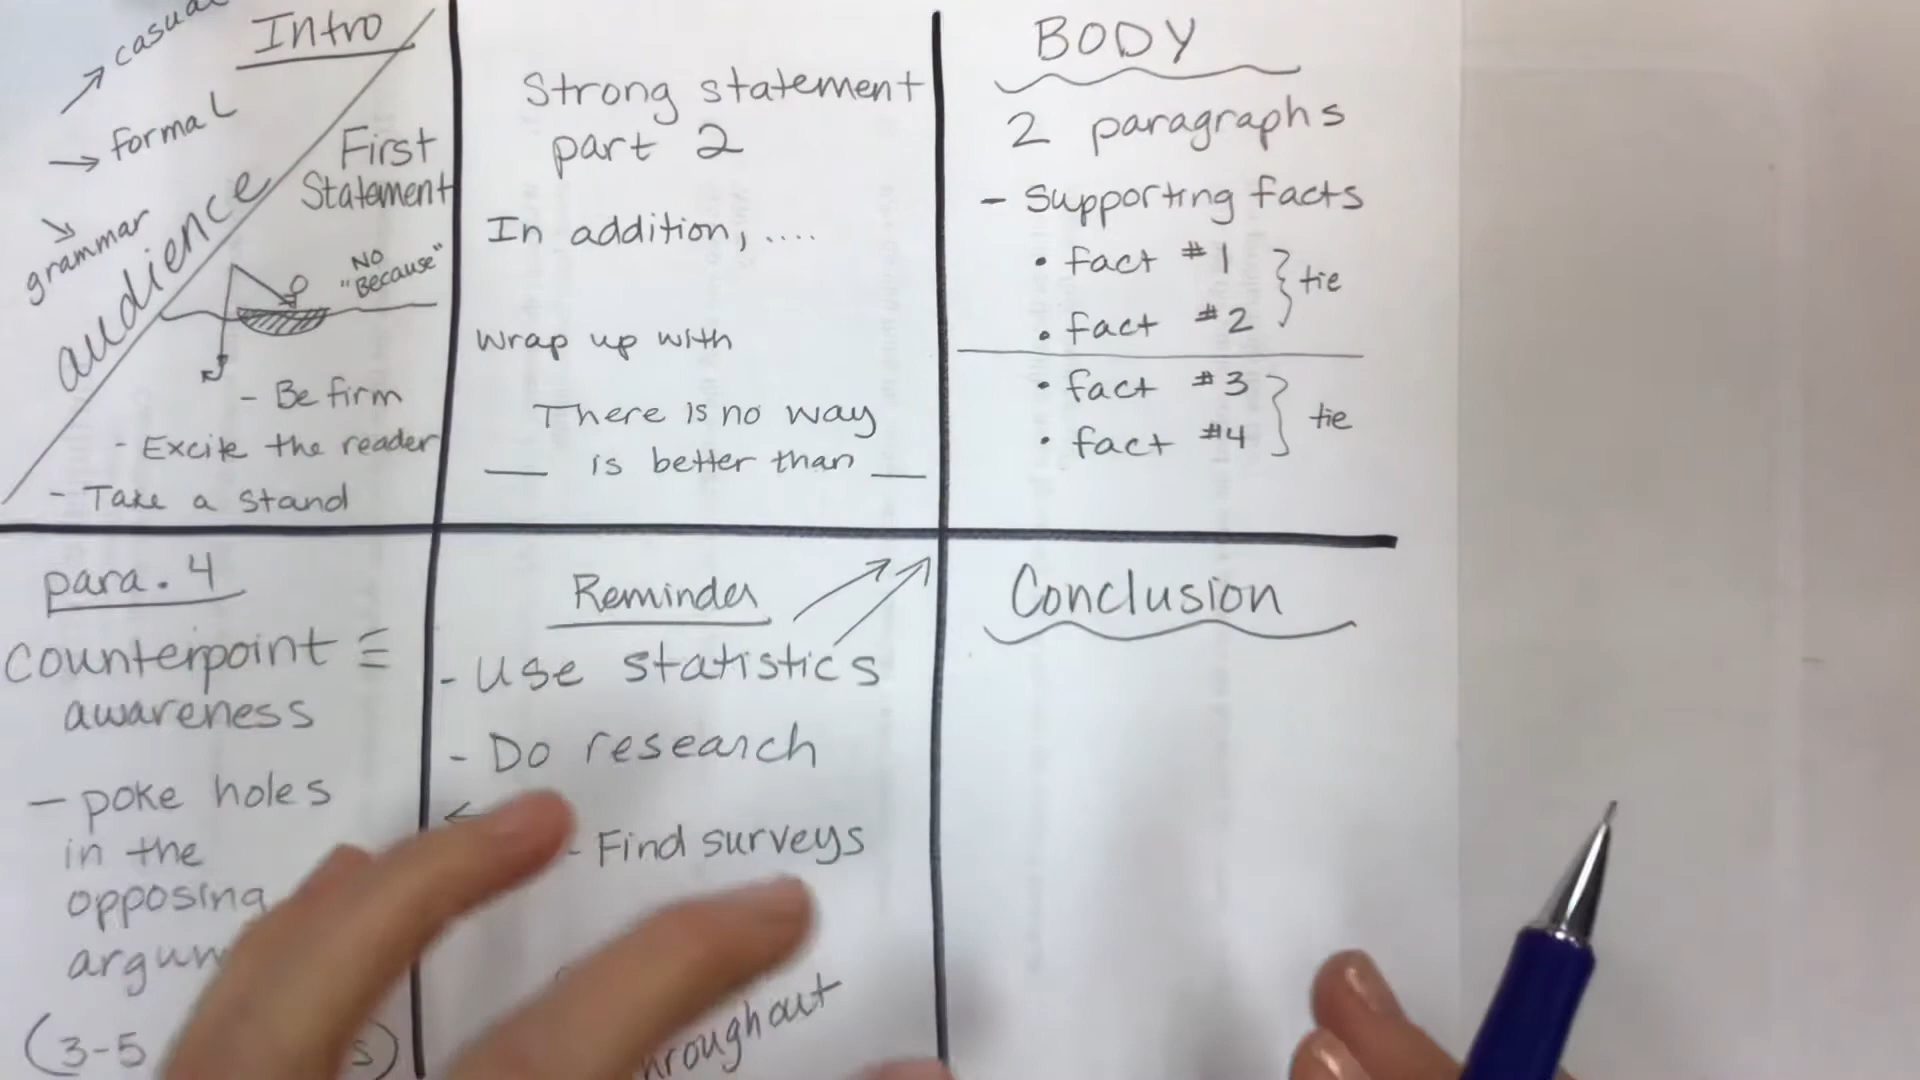 Intro
→ casual
→ formal
→ grammar
audience
First
Statement
NO
"Because"
- Be firm
- Excite the reader
- Take a stand
Strong statement
part 2
In addition, ....
Wrap up with
There is no way
___ is better than ___
BODY
2 paragraphs
- Supporting facts
• fact #1
• fact #2
} tie
• fact #3
• fact #4
} tie
para. 4
Counterpoint
awareness
- poke holes
in the
opposing
(3-5
Reminder
- Use statistics
- Do research
- Find surveys
Conclusion